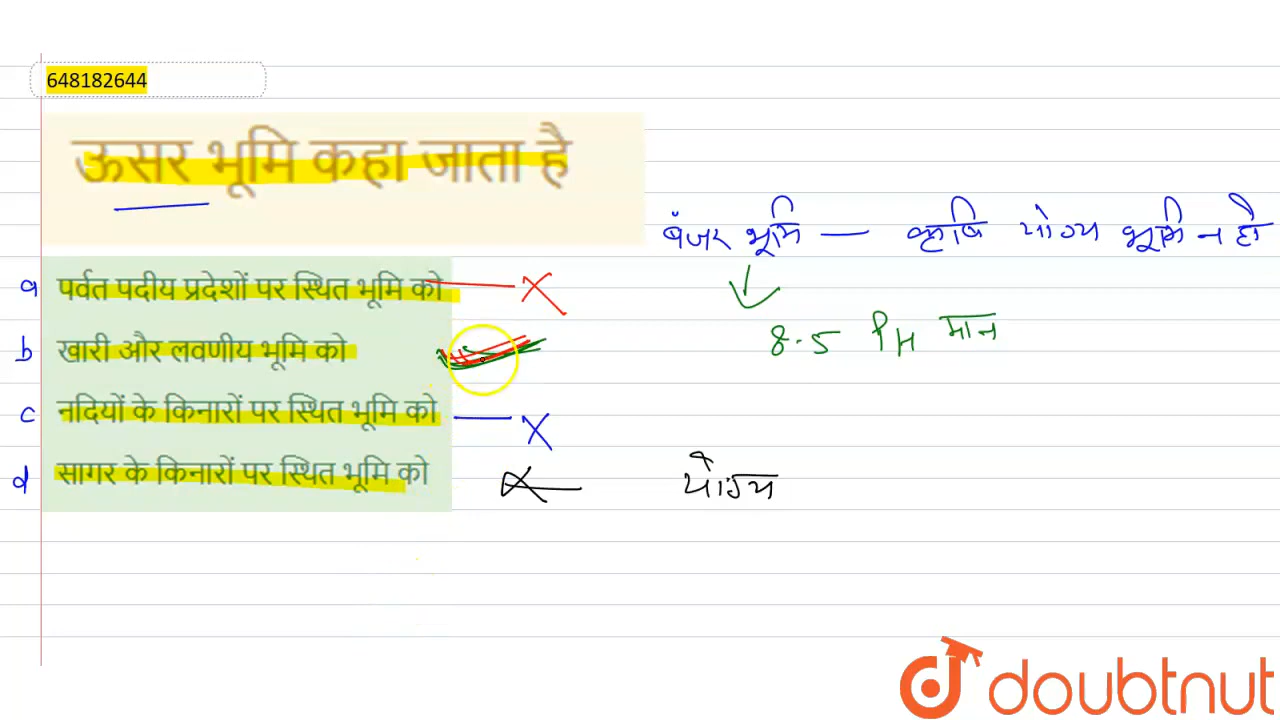 648182644
ऊसर भूमि कहा जाता है
बंजर भूमि — कृषि योग्य भूमि न हो
a पर्वत पदीय प्रदेशों पर स्थित भूमि को
8.5 PH मान
b खारी और लवणीय भूमि को
c नदियों के किनारों पर स्थित भूमि को
d सागर के किनारों पर स्थित भूमि को
योग्य
doubtnut